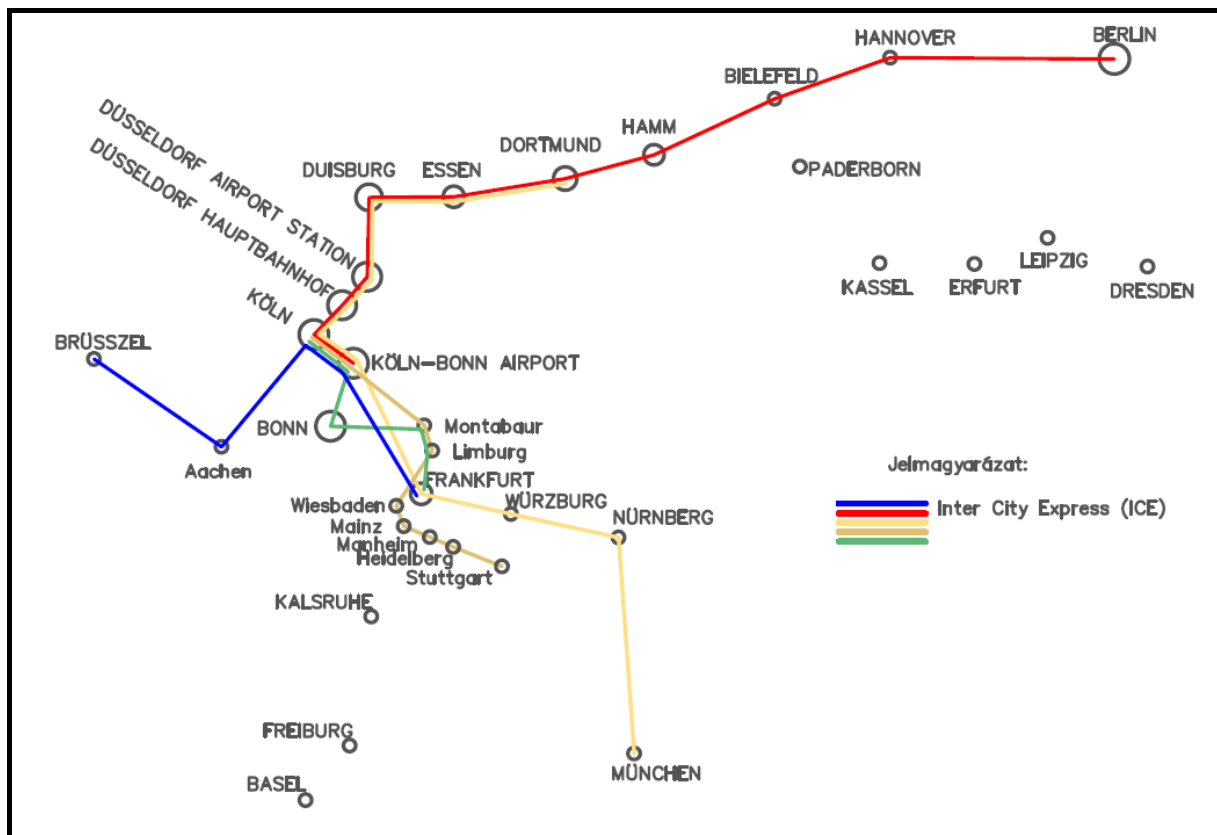 HANNOVER
BERLIN
BIELEFELD
HAMM
DORTMUND
DUISBURG
ESSEN
PADERBORN
DÜSSELDORF AIRPORT STATION
DÜSSELDORF HAUPTBAHNHOF
KÖLN
LEIPZIG
KASSEL
ERFURT
DRESDEN
BRÜSSZEL
KÖLN-BONN AIRPORT
BONN
Montabaur
Aachen
Limburg
Jelmagyarázat:
FRANKFURT
Wiesbaden
WÜRZBURG
Inter City Express (ICE)
Mainz
NÜRNBERG
Manheim
Heidelberg
Stuttgart
KALSRUHE
FREIBURG
MÜNCHEN
BASEL